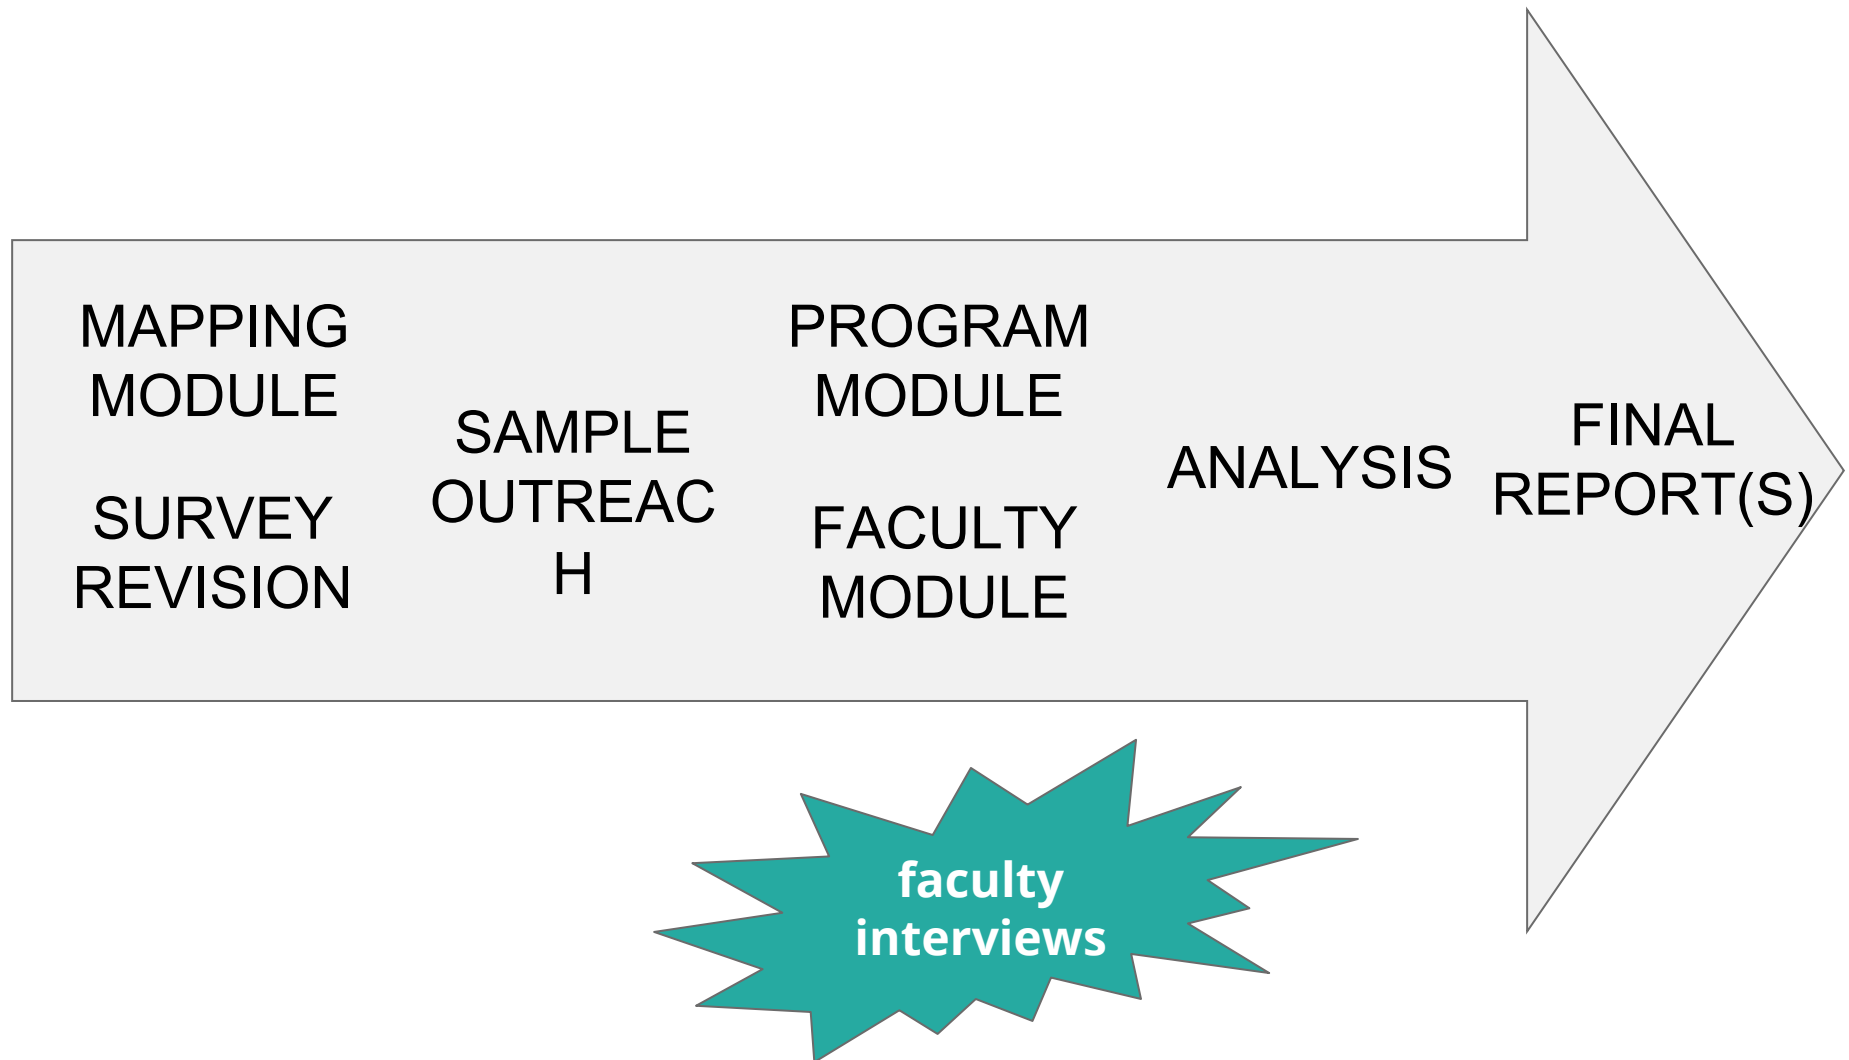 MAPPING
MODULE
SURVEY
REVISION
SAMPLE
OUTREAC
H
PROGRAM
MODULE
FACULTY
MODULE
ANALYSIS
FINAL
REPORT(S)
faculty
interviews